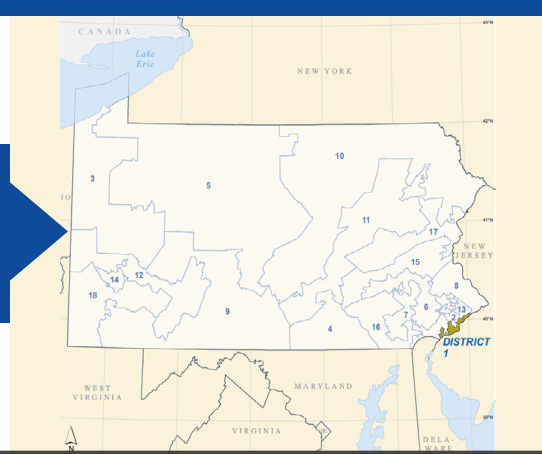 CANADA
Lake
Erie
NEW YORK
43°N
42°N
41°N
40°N
39°N
3
5
10
11
17
15
NEW
JERSEY
12
14
18
9
4
16
7
6
8
13
2
DISTRICT
1
WEST
VIRGINIA
MARYLAND
VIRGINIA
DC
DELA-
WARE
N